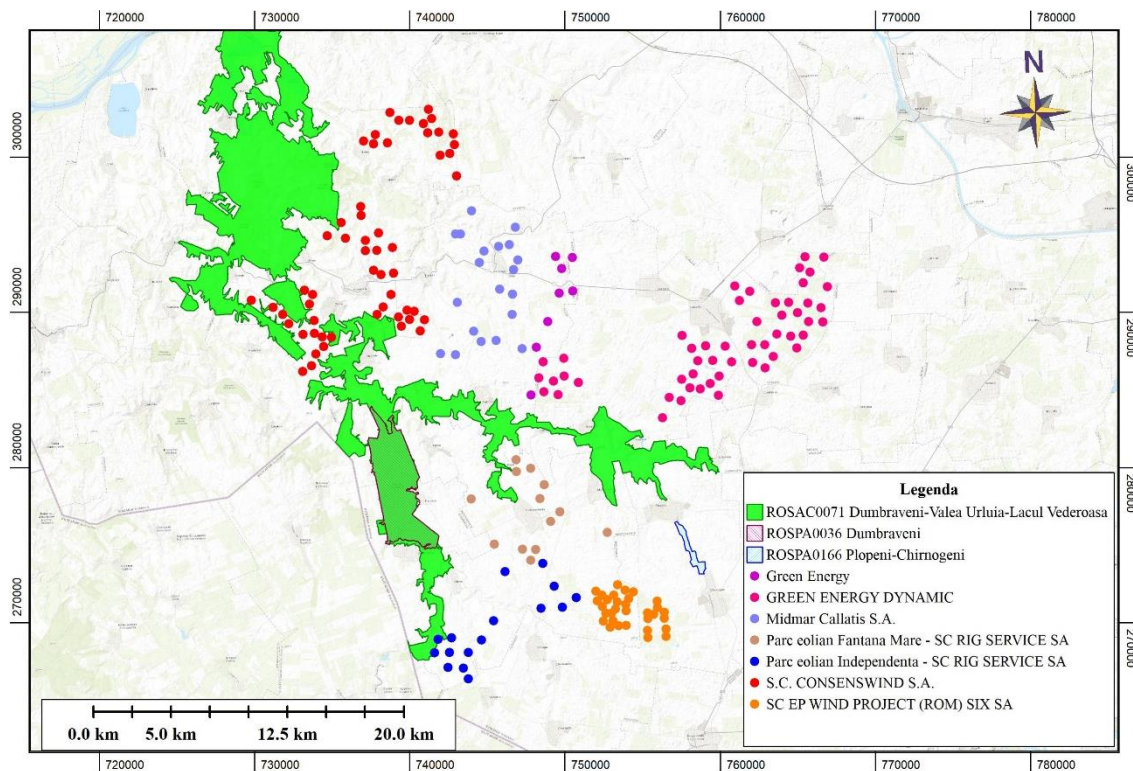 720000 730000 740000 750000 760000 770000 780000
N
300000
300000
290000
290000
280000
280000
270000
270000
Legenda
ROSAC0071 Dumbraveni-Valea Urluia-Lacul Vederoasa
ROSPA0036 Dumbraveni
ROSPA0166 Plopeni-Chirnogeni
Green Energy
GREEN ENERGY DYNAMIC
Midmar Callatis S.A.
Parc eolian Fantana Mare - SC RIG SERVICE SA
Parc eolian Independenta - SC RIG SERVICE SA
S.C. CONSENSWIND S.A.
SC EP WIND PROJECT (ROM) SIX SA
0.0 km 5.0 km 12.5 km 20.0 km
720000 730000 740000 750000 760000 770000 780000